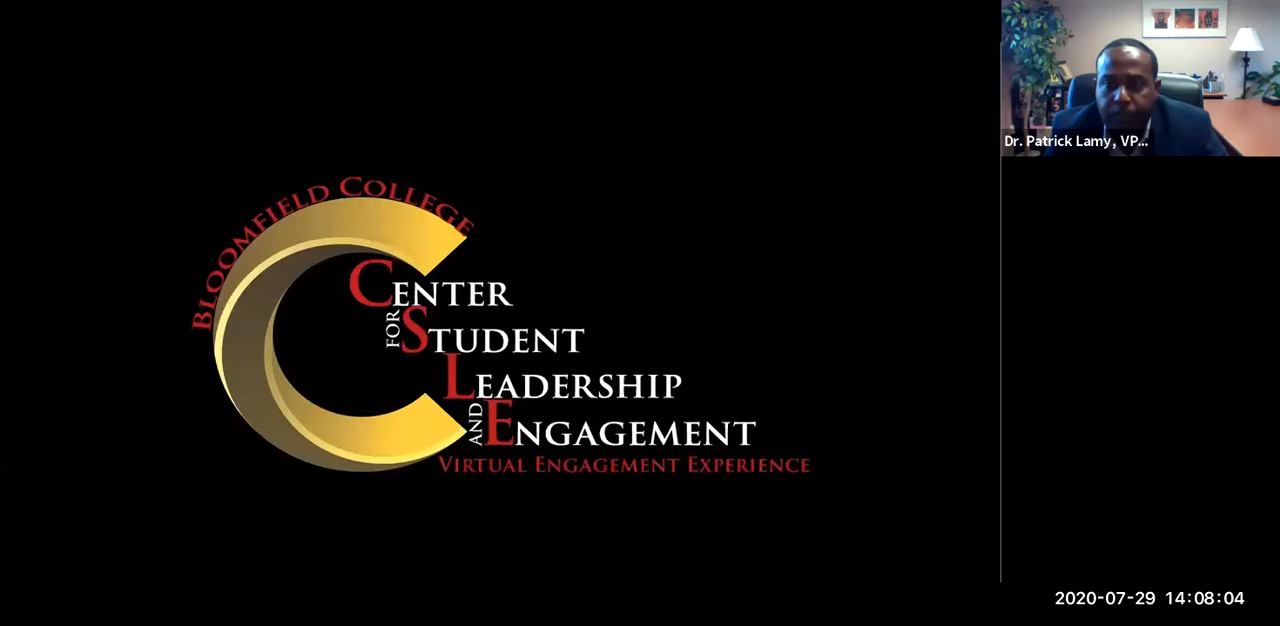 Bloomfield College
Center
for
Student
Leadership
and
Engagement
Virtual Engagement Experience
Dr. Patrick Lamy, VP...
2020-07-29 14:08:04